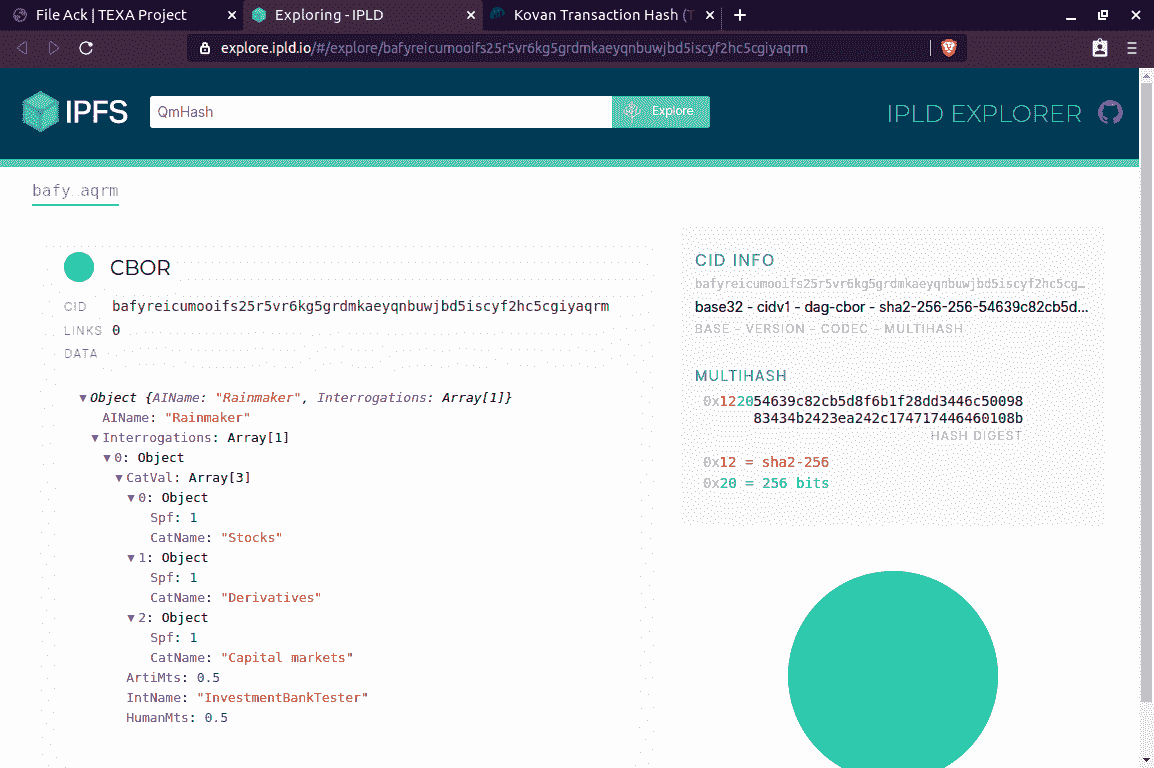 File Ack | TEXA Project
Exploring - IPLD
Kovan Transaction Hash (T
explore.ipld.io/#/explore/bafyreicumooifs25r5vr6kg5grdmkaeyqnbuwjbd5iscyf2hc5cgiyaqrm
IPFS
QmHash
Explore
IPLD EXPLORER
bafy…aqrm
CBOR
CID bafyreicumooifs25r5vr6kg5grdmkaeyqnbuwjbd5iscyf2hc5cgiyaqrm
LINKS 0
DATA
Object {AIName: "Rainmaker", Interrogations: Array[1]}
AIName: "Rainmaker"
Interrogations: Array[1]
0: Object
CatVal: Array[3]
0: Object
Spf: 1
CatName: "Stocks"
1: Object
Spf: 1
CatName: "Derivatives"
2: Object
Spf: 1
CatName: "Capital markets"
ArtiMts: 0.5
IntName: "InvestmentBankTester"
HumanMts: 0.5
CID INFO
bafyreicumooifs25r5vr6kg5grdmkaeyqnbuwjbd5iscyf2hc5cg…
base32 - cidv1 - dag-cbor - sha2-256-256-54639c82cb5d...
BASE - VERSION - CODEC - MULTIHASH
MULTIHASH
0x122054639c82cb5d8f6b1f28dd3446c50098
83434b2423ea242c174717446460108b
HASH DIGEST
0x12 = sha2-256
0x20 = 256 bits